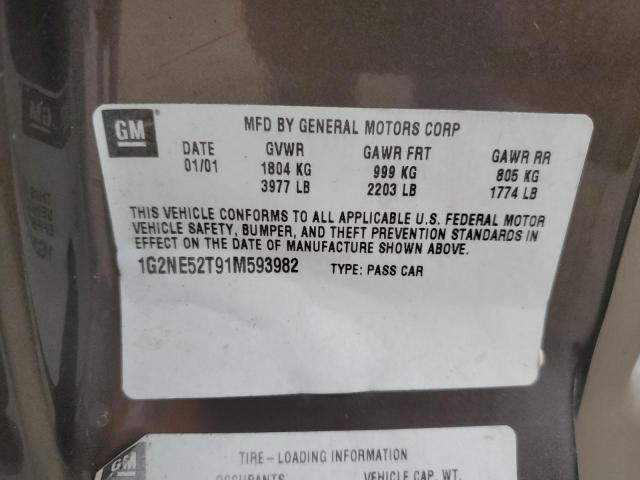 GM
MFD BY GENERAL MOTORS CORP
DATE GVWR GAWR FRT GAWR RR
01/01 1804 KG 999 KG 805 KG
3977 LB 2203 LB 1774 LB
THIS VEHICLE CONFORMS TO ALL APPLICABLE U.S. FEDERAL MOTOR
VEHICLE SAFETY, BUMPER, AND THEFT PREVENTION STANDARDS IN
EFFECT ON THE DATE OF MANUFACTURE SHOWN ABOVE.
1G2NE52T91M593982 TYPE: PASS CAR
GM
TIRE-LOADING INFORMATION
OCCUPANTS VEHICLE CAP. WT.